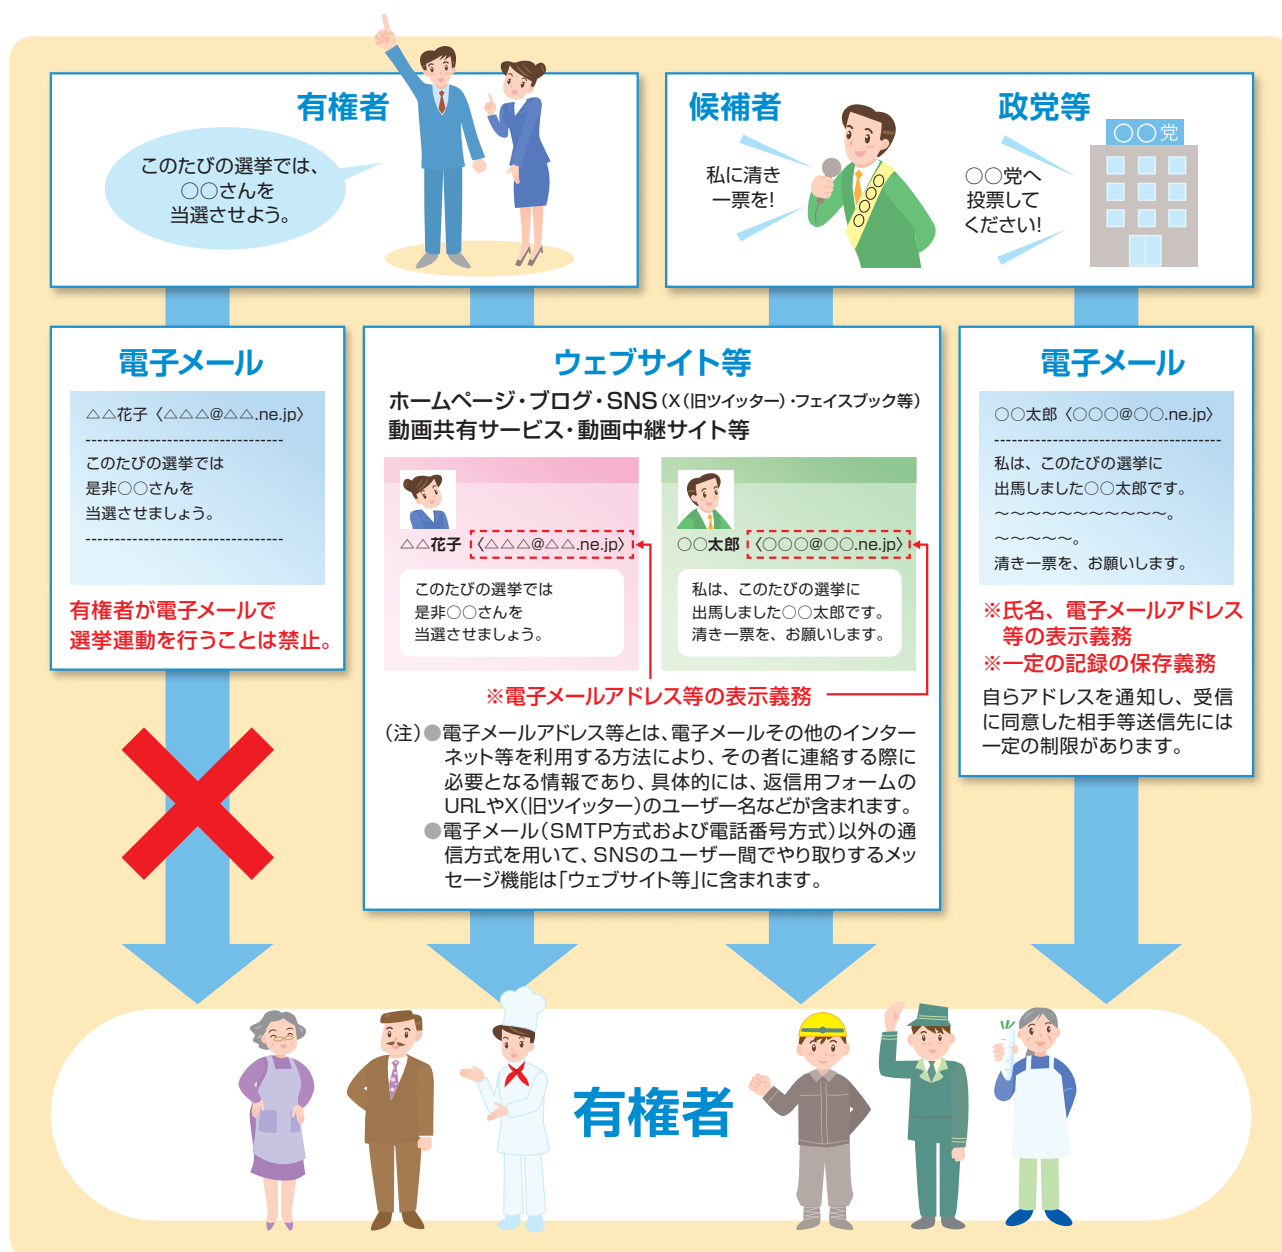 有権者
このたびの選挙では、
○○さんを
当選させよう。
候補者
私に清き
一票を!
政党等
○○党へ
投票して
ください!
○○党
電子メール
△△花子〈△△△@△△.ne.jp〉
----------------------------------
このたびの選挙では
是非○○さんを
当選させましょう。
----------------------------------
有権者が電子メールで
選挙運動を行うことは禁止。
ウェブサイト等
ホームページ・ブログ・SNS(X(旧ツイッター)・フェイスブック等)
動画共有サービス・動画中継サイト等
△△花子〈△△△@△△.ne.jp〉
このたびの選挙では
是非○○さんを
当選させましょう。
○○太郎〈○○○@○○.ne.jp〉
私は、このたびの選挙に
出馬しました○○太郎です。
清き一票を、お願いします。
※電子メールアドレス等の表示義務
(注)●電子メールアドレス等とは、電子メールその他のインター
ネット等を利用する方法により、その者に連絡する際に
必要となる情報であり、具体的には、返信用フォームの
URLやX(旧ツイッター)のユーザー名などが含まれます。
●電子メール(SMTP方式および電話番号方式)以外の通
信方式を用いて、SNSのユーザー間でやり取りするメッ
セージ機能は「ウェブサイト等」に含まれます。
電子メール
○○太郎〈○○○@○○.ne.jp〉
---------------------------------------
私は、このたびの選挙に
出馬しました○○太郎です。
〜〜〜〜〜〜〜〜〜〜〜。
〜〜〜〜〜。
清き一票を、お願いします。
※氏名、電子メールアドレス
等の表示義務
※一定の記録の保存義務
自らアドレスを通知し、受信
に同意した相手等送信先には
一定の制限があります。
有権者